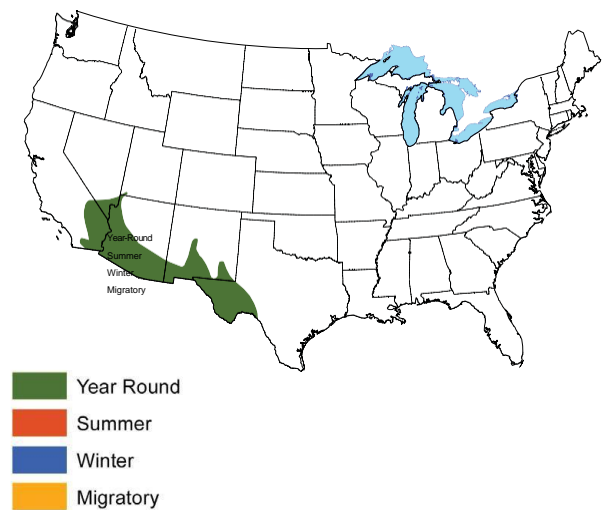 Year-Round
Summer
Winter
Migratory
Year Round
Summer
Winter
Migratory